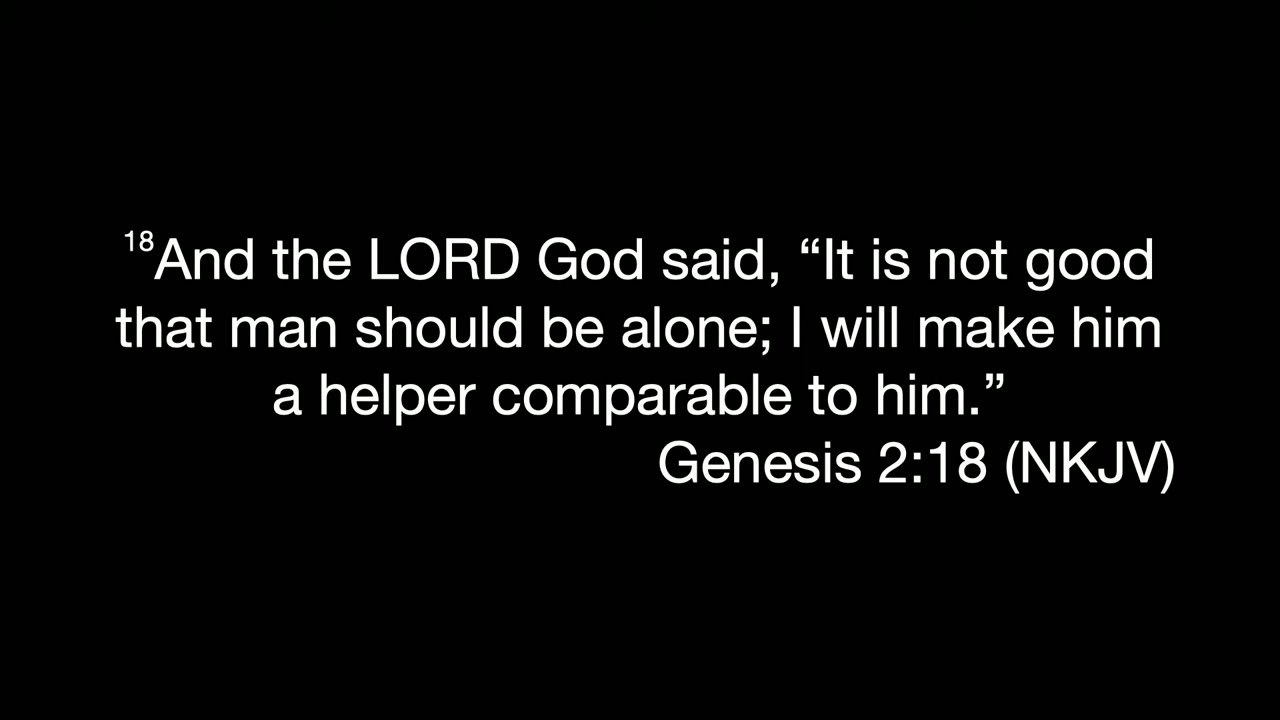 18And the LORD God said, “It is not good
that man should be alone; I will make him
a helper comparable to him.”
Genesis 2:18 (NKJV)